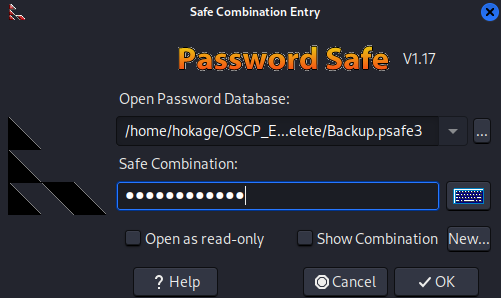 Safe Combination Entry
Password Safe V1.17
Open Password Database:
/home/hokage/OSCP_E...elete/Backup.psafe3
...
Safe Combination:
●●●●●●●●●●●●
Open as read-only
Show Combination
New...
? Help
Cancel
OK